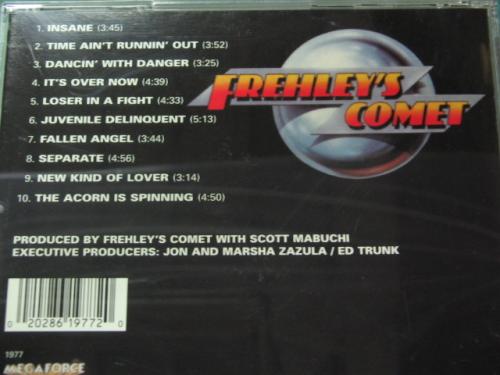 1. INSANE (3:45)
2. TIME AIN'T RUNNIN' OUT (3:52)
3. DANCIN' WITH DANGER (3:25)
4. IT'S OVER NOW (4:39)
5. LOSER IN A FIGHT (4:33)
6. JUVENILE DELINQUENT (5:13)
7. FALLEN ANGEL (3:44)
8. SEPARATE (4:56)
9. NEW KIND OF LOVER (3:14)
10. THE ACORN IS SPINNING (4:50)
FREHLEY'S
COMET
PRODUCED BY FREHLEY'S COMET WITH SCOTT MABUCHI
EXECUTIVE PRODUCERS: JON AND MARSHA ZAZULA / ED TRUNK
0 20286 19772 0
1977
MEGAFORCE